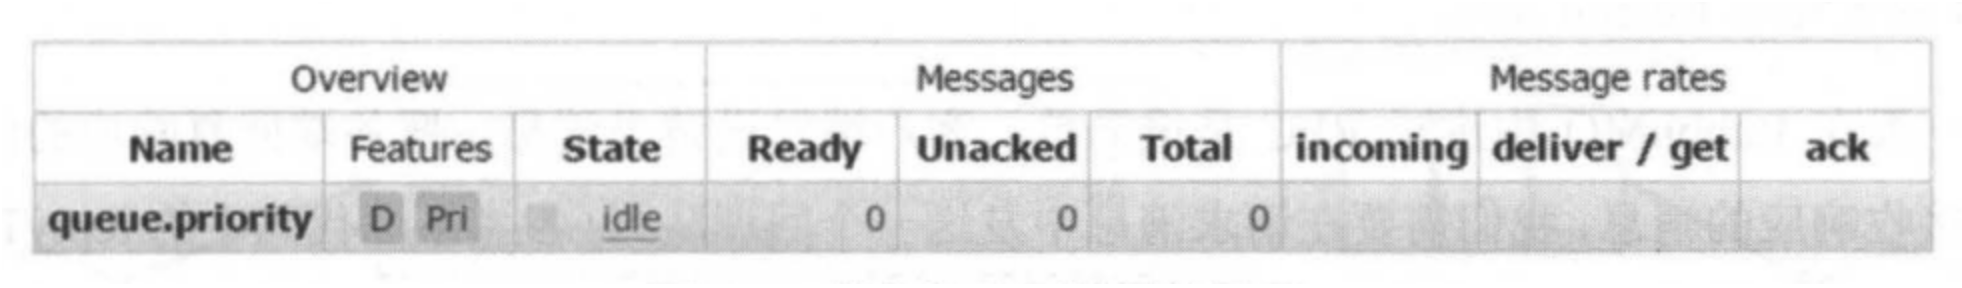 Overview Messages Message rates
Name Features State Ready Unacked Total incoming deliver / get ack
queue.priority D Pri idle 0 0 0